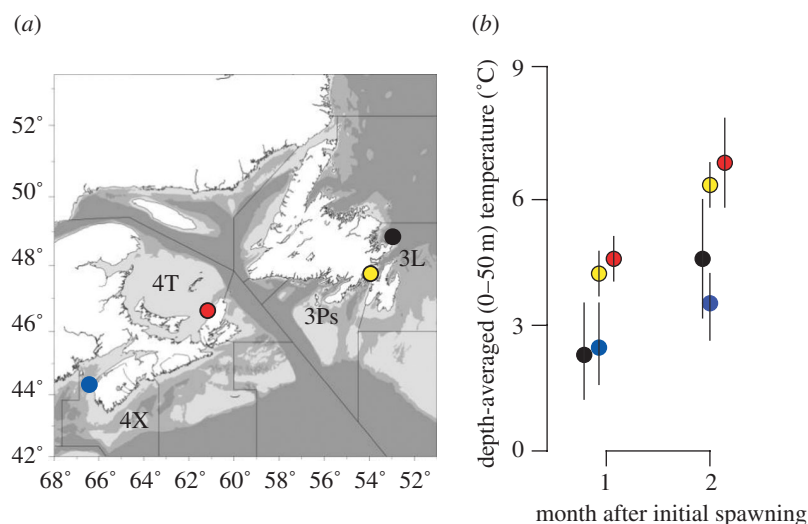 (a)
52˚
50˚
48˚
46˚
44˚
42˚
4T
3L
3Ps
4X
68˚ 66˚ 64˚ 62˚ 60˚ 58˚ 56˚ 54˚ 52˚
(b)
depth-averaged (0–50 m) temperature (˚C)
9
6
3
0
1 2
month after initial spawning